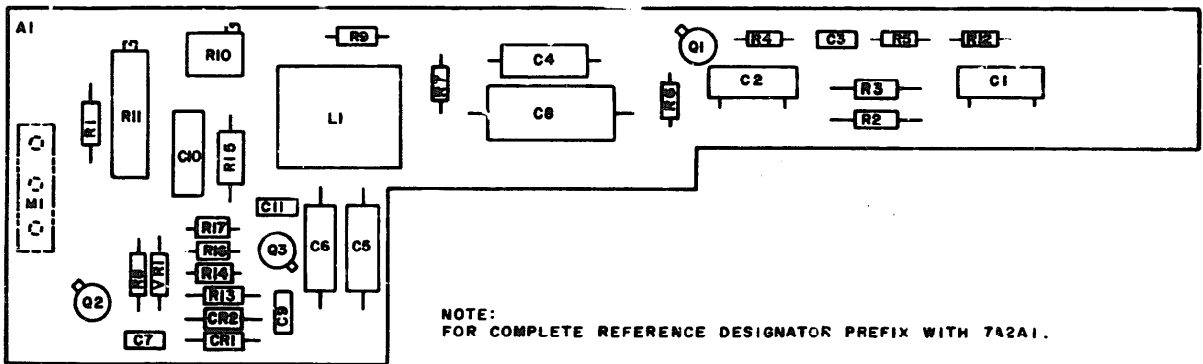 A1
R10
R9
Q1
R4
C3
R5
R12
C4
R7
C2
C1
R6
R3
R1
R11
L1
C8
R2
C10
R15
M1
C11
R17
C6
C5
R16
Q3
R8
VR1
R14
Q2
R13
C9
CR2
C7
CR1
NOTE:
FOR COMPLETE REFERENCE DESIGNATOR PREFIX WITH 7A2A1.